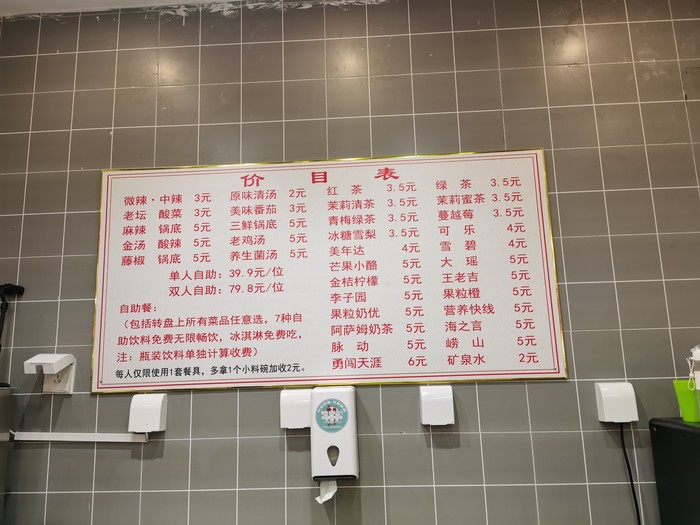 价目表
微辣·中辣 3元 原味清汤 2元 红茶 3.5元 绿茶 3.5元
老坛酸菜 3元 美味番茄 3元 茉莉清茶 3.5元 茉莉蜜茶 3.5元
麻辣锅底 5元 三鲜锅底 5元 青梅绿茶 3.5元 蔓越莓 3.5元
金汤酸辣 5元 老鸡汤 5元 冰糖雪梨 3.5元 可乐 4元
藤椒锅底 5元 养生菌汤 5元 美年达 4元 雪碧 4元
单人自助：39.9元/位 芒果小酪 5元 大瑶 5元
双人自助：79.8元/位 金桔柠檬 5元 王老吉 5元
自助餐： 李子园 5元 果粒橙 5元
（包括转盘上所有菜品任意选，7种自 果粒奶优 5元 营养快线 5元
助饮料免费无限畅饮，冰淇淋免费吃， 阿萨姆奶茶 5元 海之言 5元
注：瓶装饮料单独计算收费） 脉动 5元 崂山 5元
每人仅限使用1套餐具，多拿1个小料碗加收2元。 勇闯天涯 6元 矿泉水 2元